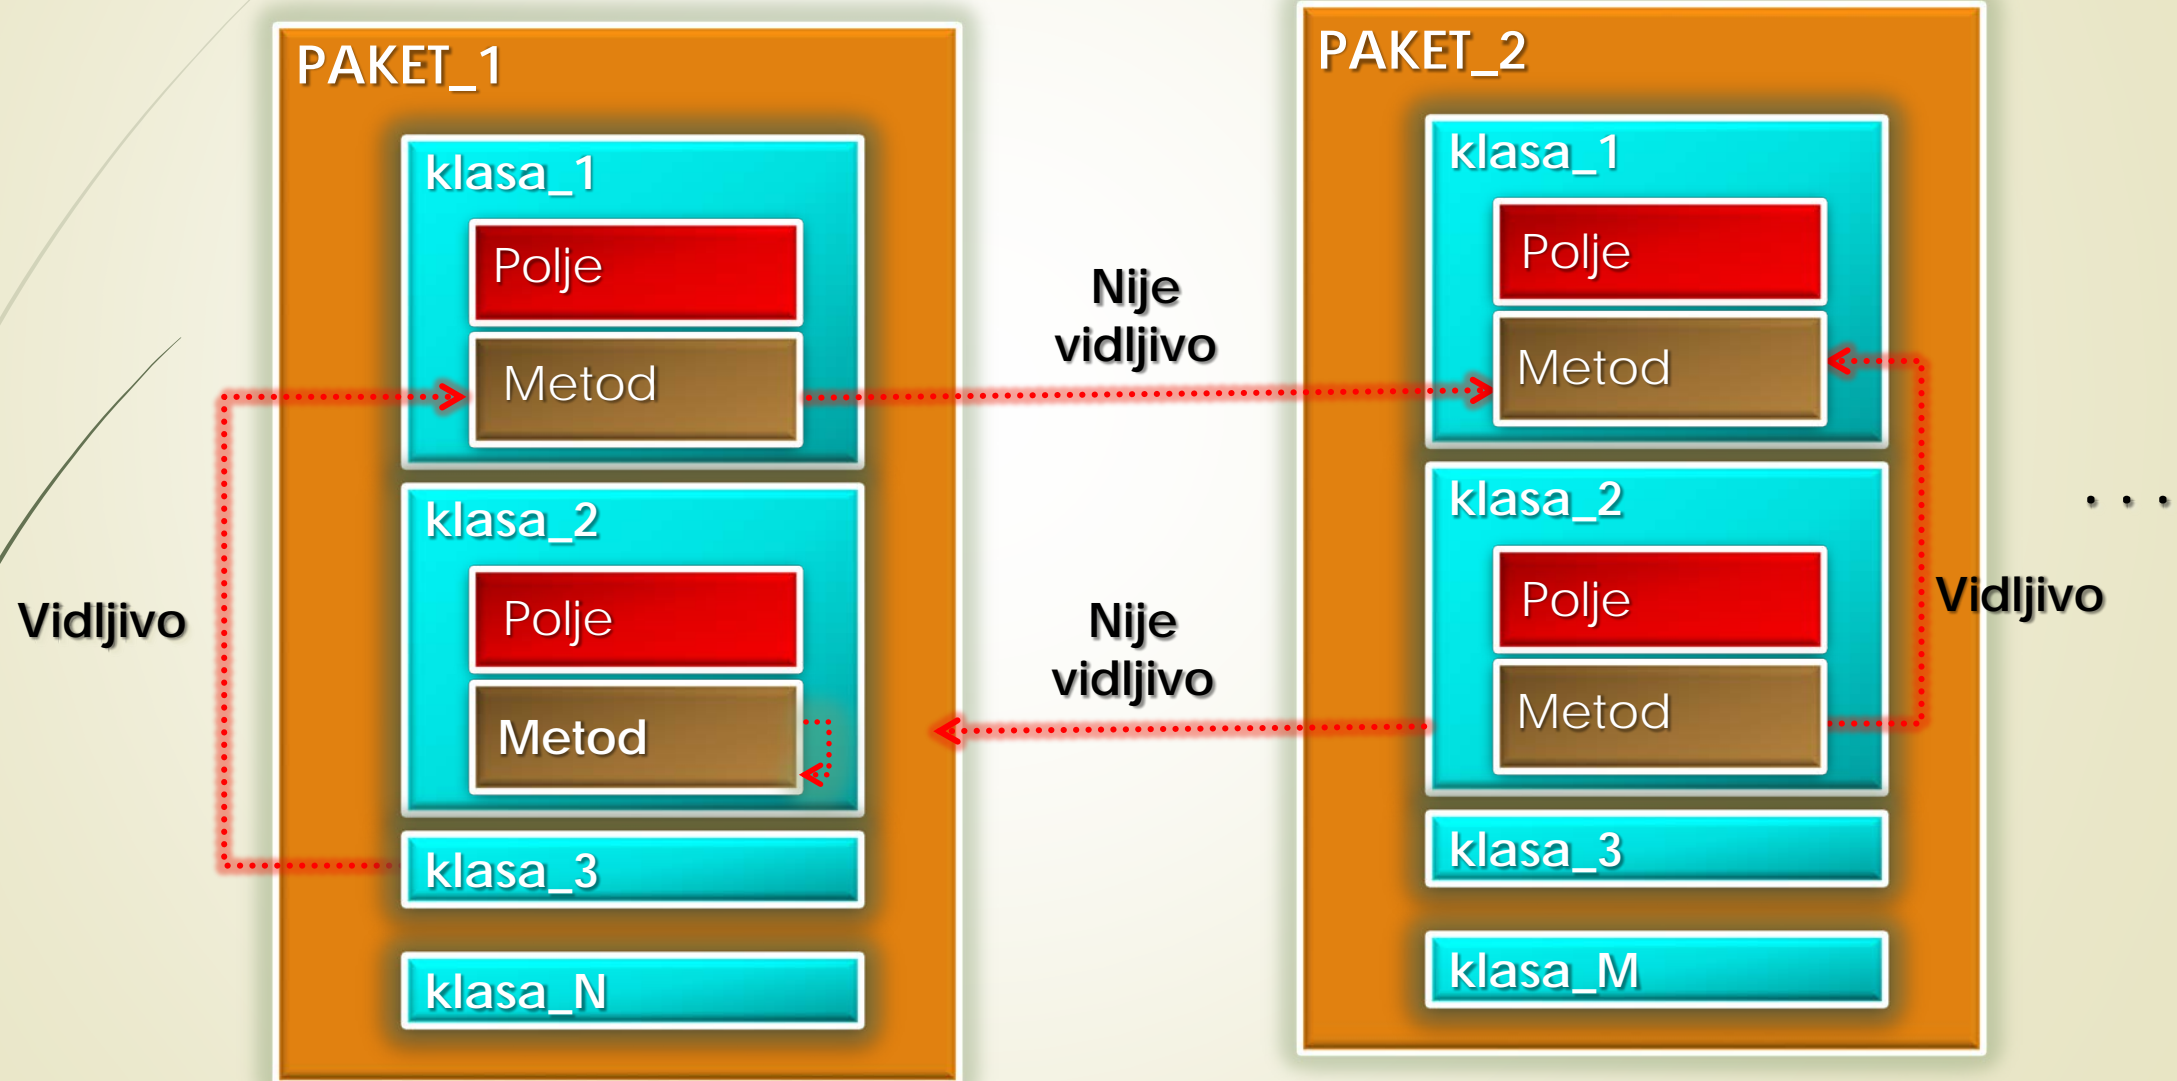 PAKET_1
klasa_1
Polje
Metod
klasa_2
Polje
Metod
klasa_3
klasa_N
Vidljivo
Nije
vidljivo
Nije
vidljivo
PAKET_2
klasa_1
Polje
Metod
klasa_2
Polje
Metod
klasa_3
klasa_M
Vidljivo
. . .